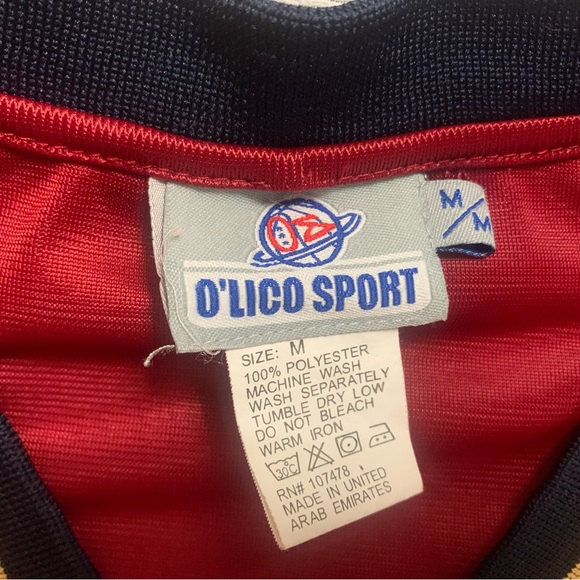 O'LICO SPORT
M/M
SIZE: M
100% POLYESTER
MACHINE WASH
WASH SEPARATELY
TUMBLE DRY LOW
DO NOT BLEACH
WARM IRON
30C
RN# 107478
MADE IN UNITED
ARAB EMIRATES